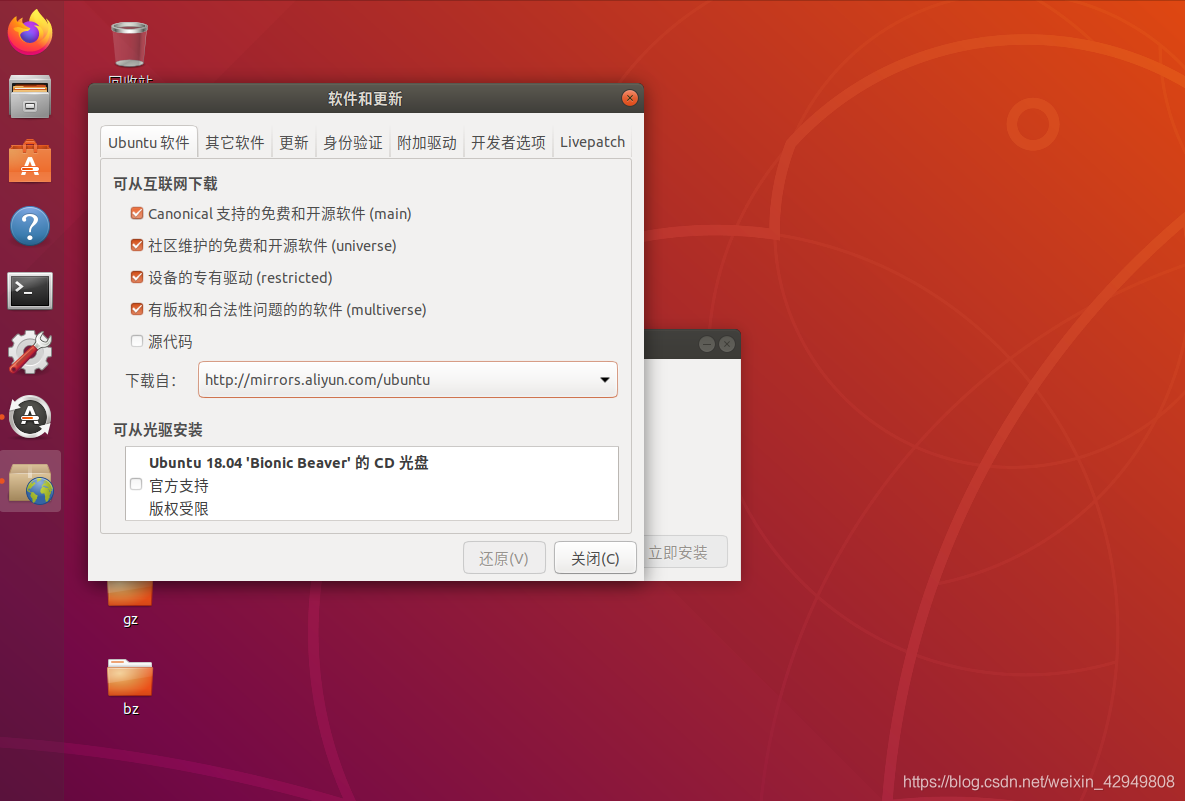 回收站
软件和更新
Ubuntu 软件
其它软件
更新
身份验证
附加驱动
开发者选项
Livepatch
可从互联网下载
Canonical 支持的免费和开源软件 (main)
社区维护的免费和开源软件 (universe)
设备的专有驱动 (restricted)
有版权和合法性问题的的软件 (multiverse)
源代码
下载自：
http://mirrors.aliyun.com/ubuntu
可从光驱安装
Ubuntu 18.04 'Bionic Beaver' 的 CD 光盘
官方支持
版权受限
还原(V)
关闭(C)
立即安装
gz
bz
https://blog.csdn.net/weixin_42949808